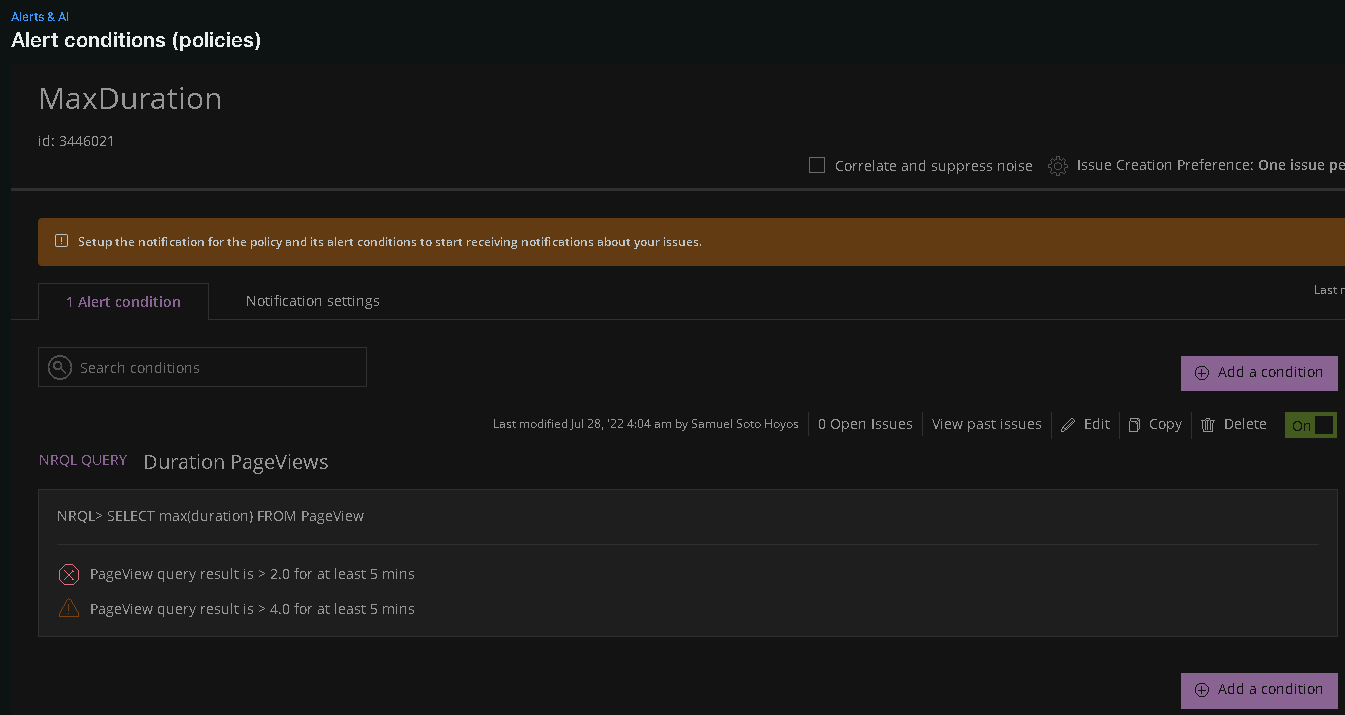 Alerts & AI
Alert conditions (policies)
MaxDuration
id: 3446021
Correlate and suppress noise Issue Creation Preference: One issue pe
Setup the notification for the policy and its alert conditions to start receiving notifications about your issues.
Last r
1 Alert condition Notification settings
Search conditions
Add a condition
Last modified Jul 28, '22 4:04 am by Samuel Soto Hoyos 0 Open Issues View past issues Edit Copy Delete On
NRQL QUERY Duration PageViews
NRQL> SELECT max(duration) FROM PageView
PageView query result is > 2.0 for at least 5 mins
PageView query result is > 4.0 for at least 5 mins
Add a condition